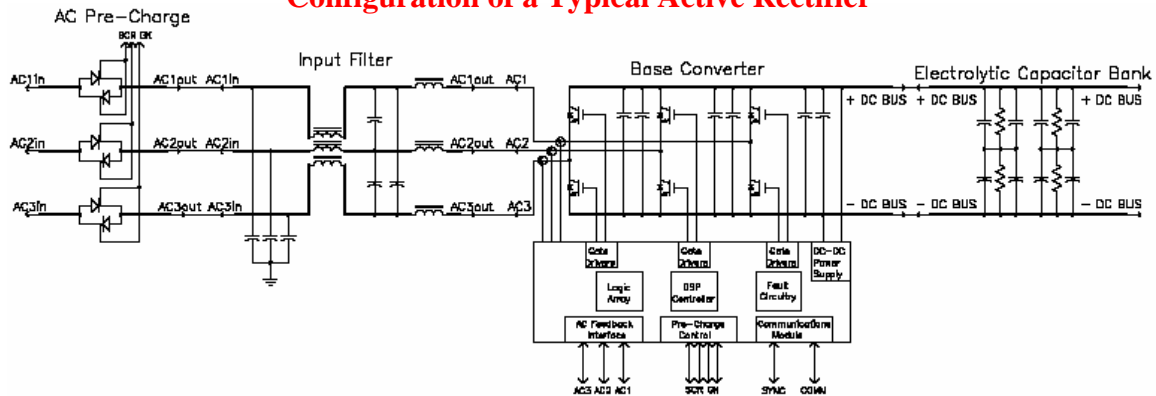 Configuration of a Typical Active Rectifier
AC Pre-Charge
SCR GK
Input Filter
Base Converter
Electrolytic Capacitor Bank
AC1in
AC1out AC1in
AC1out AC1
+ DC BUS + DC BUS
+ DC BUS
AC2in
AC2out AC2in
AC2out AC2
AC3in
AC3out AC3in
AC3out AC3
- DC BUS - DC BUS
- DC BUS
Gate
Drivers
Gate
Drivers
Gate
Drivers
DC-DC
Power
Supply
Logic
Array
DSP
Controller
Fault
Circuitry
AC Feedback
Interface
Pre-Charge
Control
Communications
Module
AC3 AC2 AC1
SCR GK
SYNC
COMM